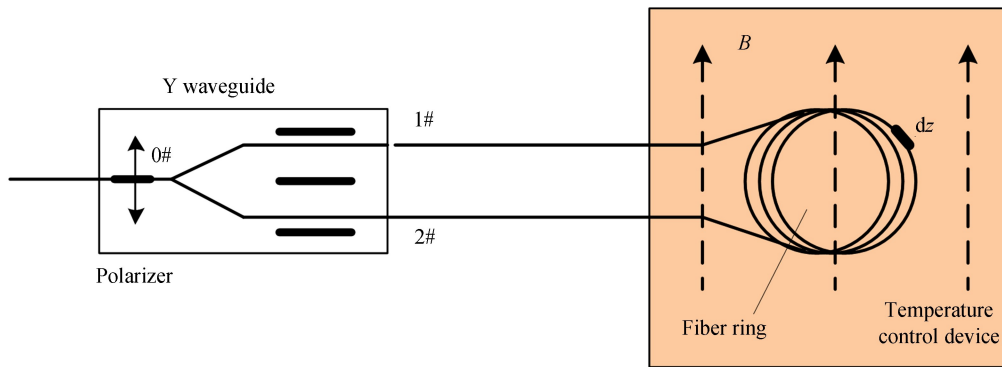 Y waveguide
0#
1#
2#
Polarizer
B
dz
Fiber ring
Temperature
control device